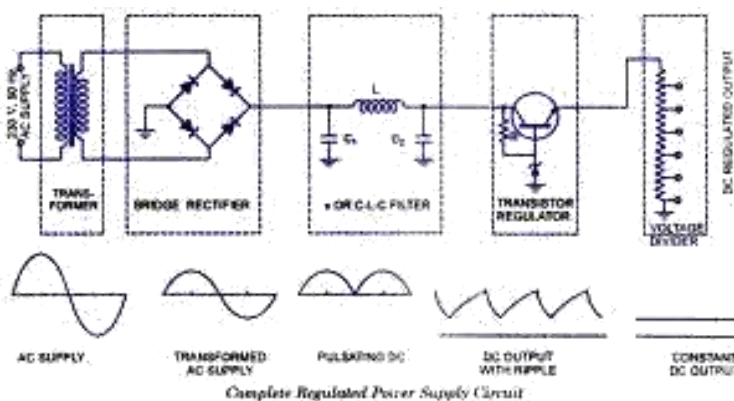 230 V, 50 Hz
AC SUPPLY
TRANS-
FORMER
BRIDGE RECTIFIER
L
C₁
C₂
π OR C-L-C FILTER
TRANSISTOR
REGULATOR
VOLTAGE
DIVIDER
DC REGULATED OUTPUT
AC SUPPLY
TRANSFORMED
AC SUPPLY
PULSATING DC
DC OUTPUT
WITH RIPPLE
CONSTANT
DC OUTPUT
Complete Regulated Power Supply Circuit